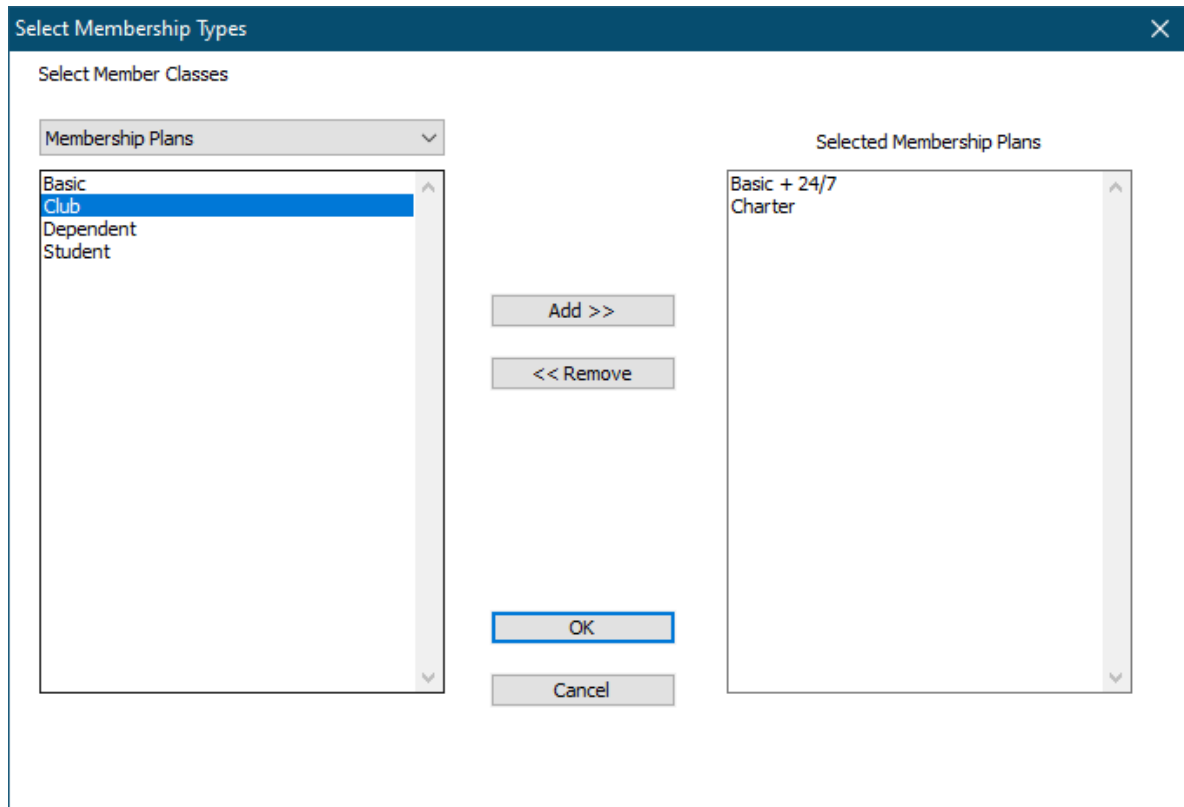 Select Membership Types
Select Member Classes
Membership Plans
Basic
Club
Dependent
Student
Add >>
<< Remove
OK
Cancel
Selected Membership Plans
Basic + 24/7
Charter